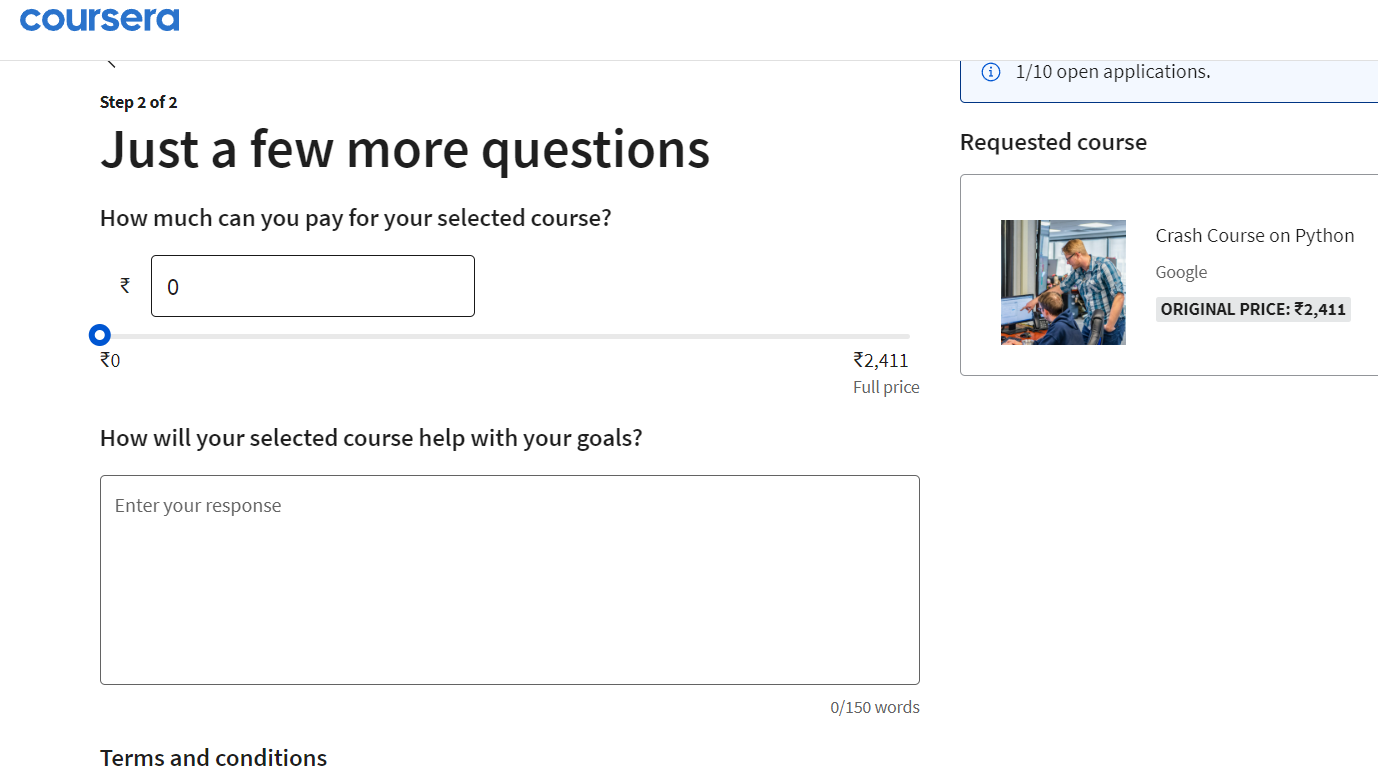 coursera
1/10 open applications.
Step 2 of 2
Just a few more questions
How much can you pay for your selected course?
₹ 0
₹0
₹2,411
Full price
How will your selected course help with your goals?
Enter your response
0/150 words
Terms and conditions
Requested course
Crash Course on Python
Google
ORIGINAL PRICE: ₹2,411